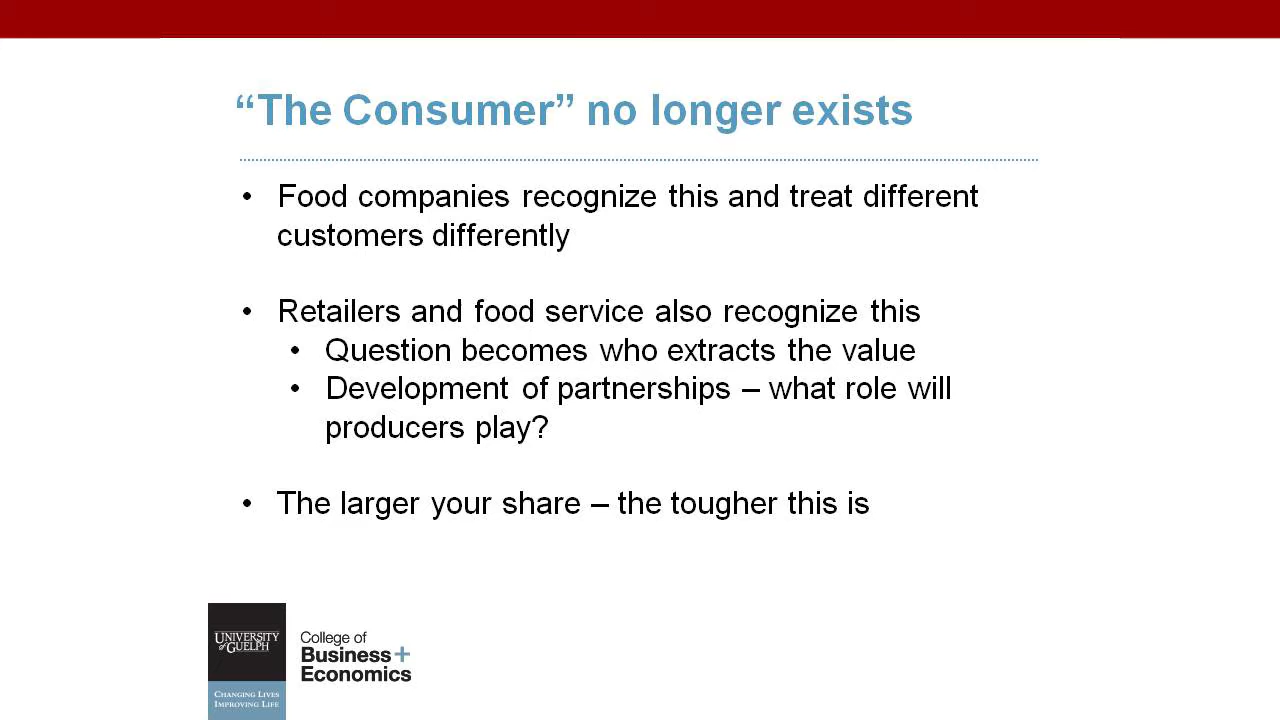 “The Consumer” no longer exists
• Food companies recognize this and treat different
customers differently
• Retailers and food service also recognize this
• Question becomes who extracts the value
• Development of partnerships – what role will
producers play?
• The larger your share – the tougher this is
UNIVERSITY
of GUELPH
CHANGING LIVES
IMPROVING LIFE
College of
Business+
Economics